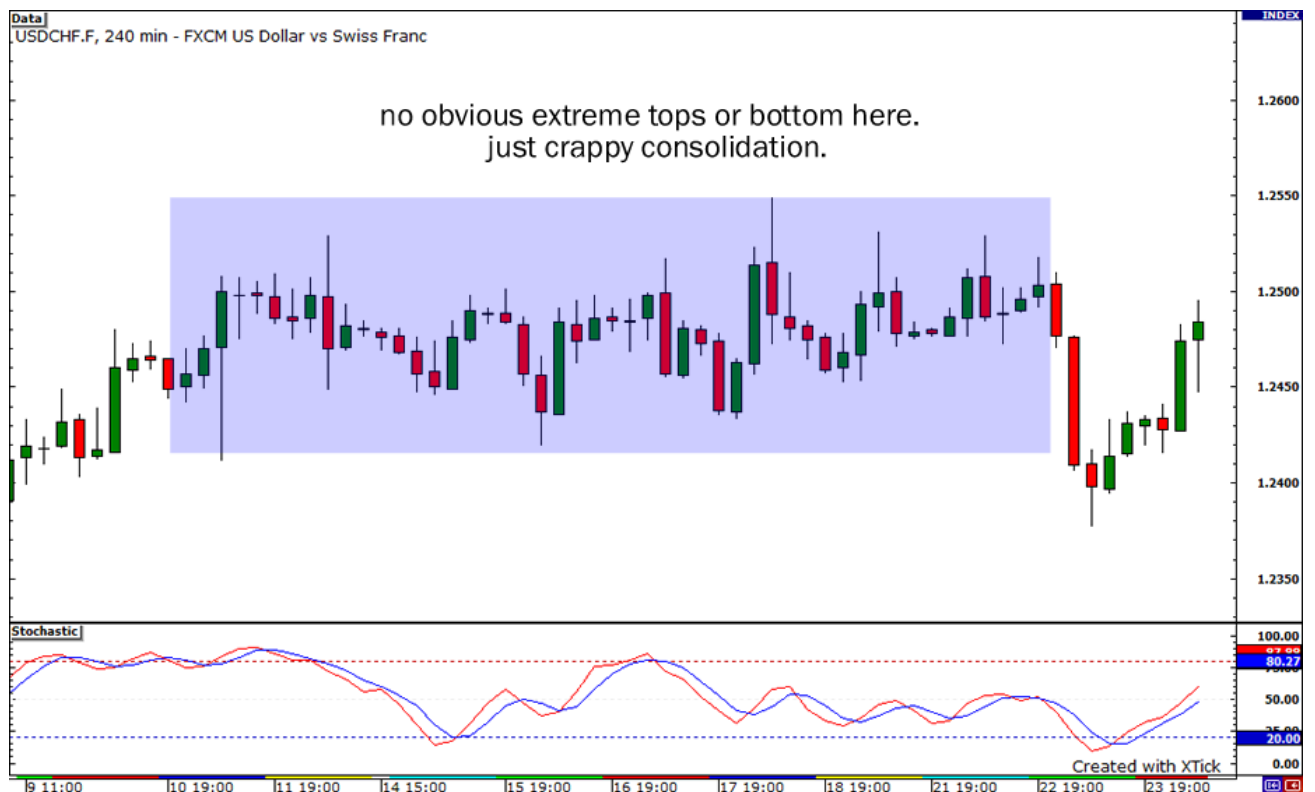 Data
INDEX
USDCHF.F, 240 min - FXCM US Dollar vs Swiss Franc
1.2600
no obvious extreme tops or bottom here.
just crappy consolidation.
1.2550
1.2500
1.2450
1.2400
1.2350
Stochastic
100.00
80.27
50.00
20.00
0.00
Created with XTick
9 11:00 10 19:00 11 19:00 14 15:00 15 19:00 16 19:00 17 19:00 18 19:00 21 19:00 22 19:00 23 19:00